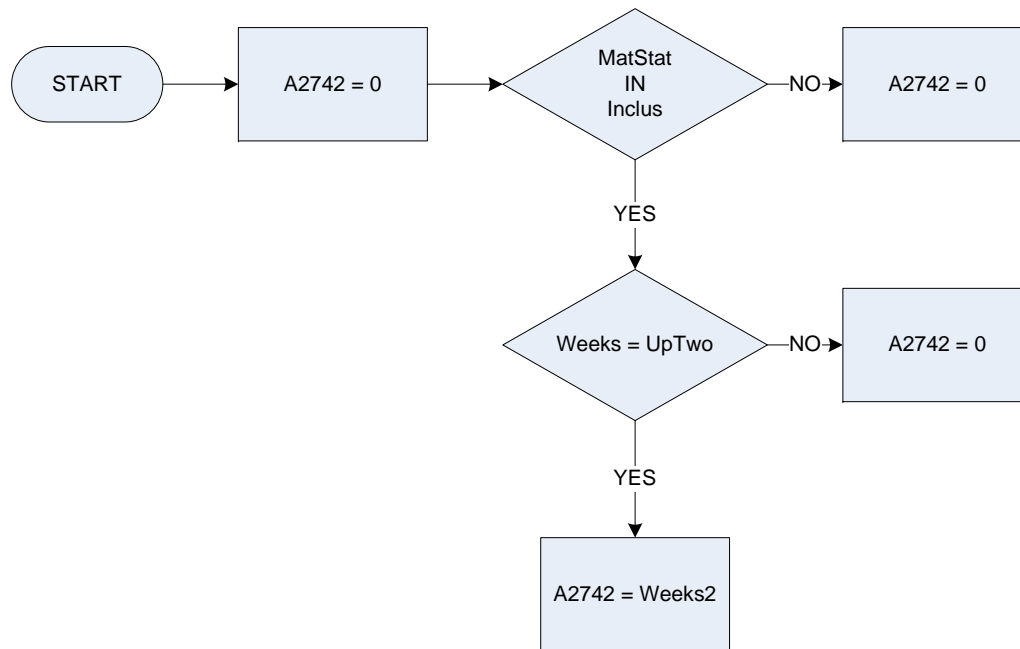 START
A2742 = 0
MatStat
IN
Inclus
NO
A2742 = 0
YES
Weeks = UpTwo
NO
A2742 = 0
YES
A2742 = Weeks2